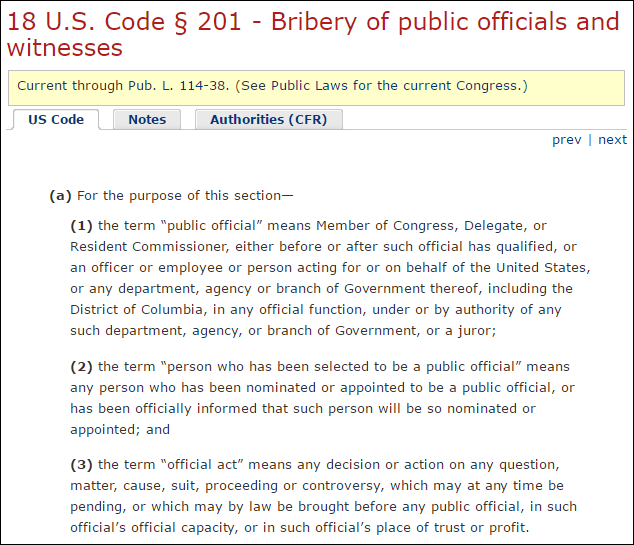 18 U.S. Code § 201 - Bribery of public officials and
witnesses
Current through Pub. L. 114-38. (See Public Laws for the current Congress.)
US Code Notes Authorities (CFR)
prev | next
(a) For the purpose of this section—
(1) the term “public official” means Member of Congress, Delegate, or
Resident Commissioner, either before or after such official has qualified, or
an officer or employee or person acting for or on behalf of the United States,
or any department, agency or branch of Government thereof, including the
District of Columbia, in any official function, under or by authority of any
such department, agency, or branch of Government, or a juror;
(2) the term “person who has been selected to be a public official” means
any person who has been nominated or appointed to be a public official, or
has been officially informed that such person will be so nominated or
appointed; and
(3) the term “official act” means any decision or action on any question,
matter, cause, suit, proceeding or controversy, which may at any time be
pending, or which may by law be brought before any public official, in such
official’s official capacity, or in such official’s place of trust or profit.